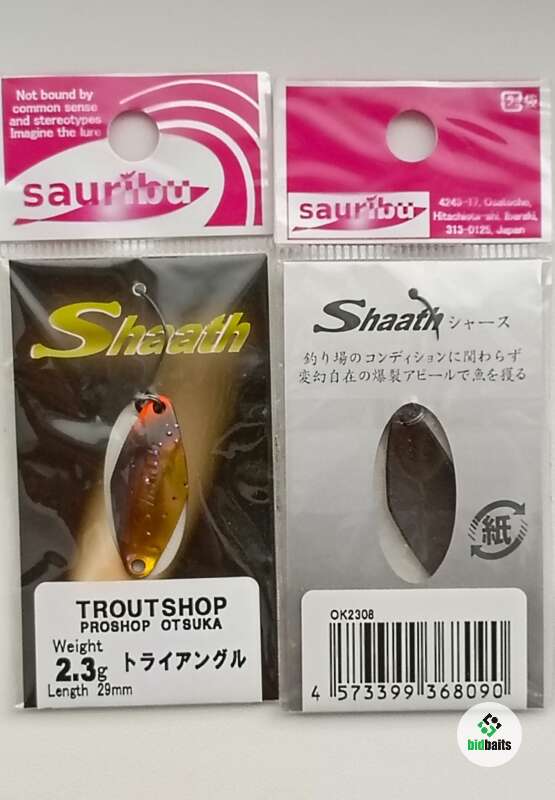 Not bound by
common sense
and stereotypes
Imagine the lure
sauribu
Shaath
TROUTSHOP
PROSHOP OTSUKA
Weight
2.3g トライアングル
Length 29mm
sauribu
4243-17, Osatocho,
Hitachiota-shi, Ibaraki,
313-0125, Japan
Shaath シャース
釣り場のコンディションに関わらず
変幻自在の爆裂アピールで魚を獲る
紙
OK2308
4 573399 368090
bidbaits